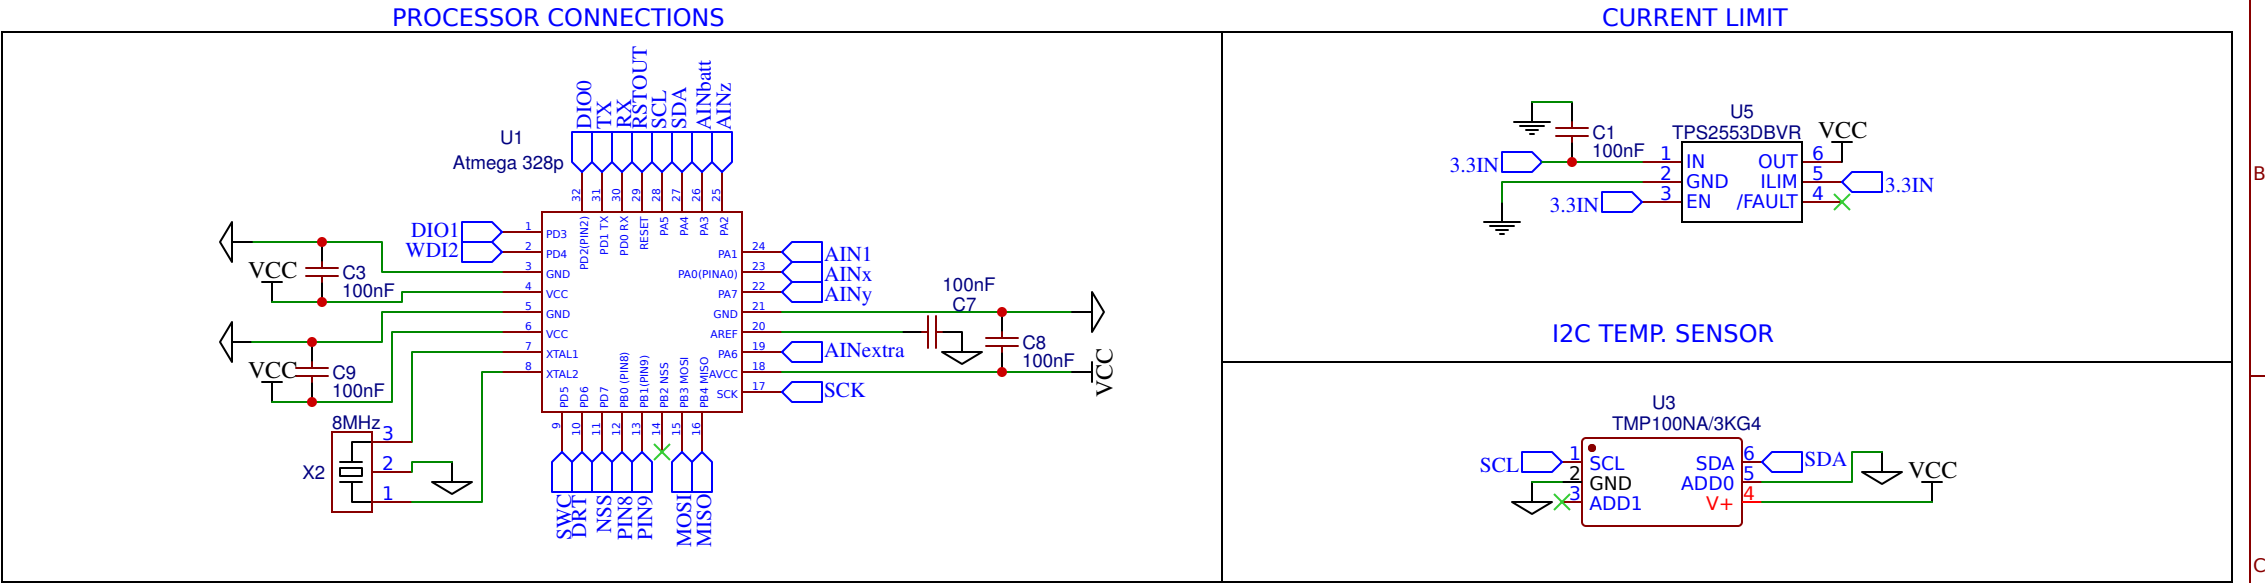 PROCESSOR CONNECTIONS
CURRENT LIMIT
DIO0
TX
RX
RSTOUT
SCL
SDA
AINbatt
AINz
U1
Atmega 328p
32
31
30
29
28
27
26
25
PD2(PIN2)
PD1 TX
PD0 RX
RESET
PA5
PA4
PA3
PA2
DIO1
1
PD3
WDI2
2
PD4
3
GND
4
VCC
5
GND
6
VCC
7
XTAL1
8
XTAL2
VCC
C3
100nF
VCC
C9
100nF
8MHz
X2
3
2
1
24
PA1
AIN1
23
PA0(PINA0)
AINx
22
PA7
AINy
21
GND
20
AREF
19
PA6
AINextra
18
AVCC
17
SCK
SCK
100nF
C7
C8
100nF
VCC
PD5
PD6
PD7
PB0 (PIN8)
PB1(PIN9)
PB2 NSS
PB3 MOSI
PB4 MISO
9
10
11
12
13
14
15
16
SWC
DRT
NSS
PIN8
PIN9
MOSI
MISO
U5
TPS2553DBVR
C1
100nF
VCC
3.3IN
1
IN
OUT
6
2
GND
ILIM
5
3.3IN
3.3IN
3
EN
/FAULT
4
I2C TEMP. SENSOR
U3
TMP100NA/3KG4
SCL
1
SCL
SDA
6
SDA
2
GND
ADD0
5
VCC
3
ADD1
V+
4
B
C